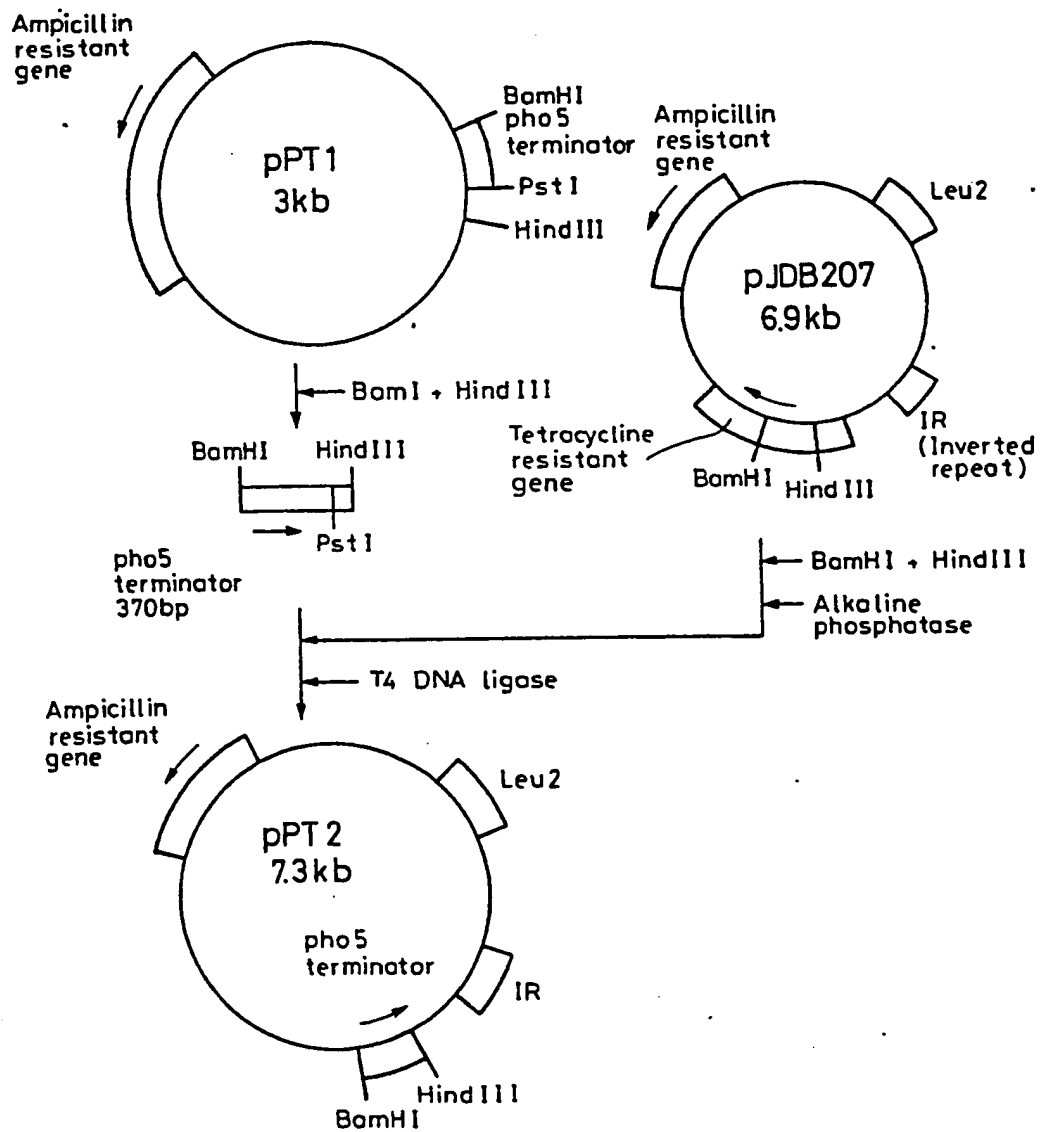 Ampicillin
resistant
gene
pPT1
3kb
BamHI
pho5
terminator
PstI
HindIII
Ampicillin
resistant
gene
Leu2
pJDB207
6.9kb
IR
(Inverted
repeat)
Tetracycline
resistant
gene
BamHI
HindIII
BamI + HindIII
BamHI
HindIII
PstI
pho5
terminator
370bp
BamHI + HindIII
Alkaline
phosphatase
T4 DNA ligase
Ampicillin
resistant
gene
Leu2
pPT2
7.3kb
pho5
terminator
IR
HindIII
BamHI